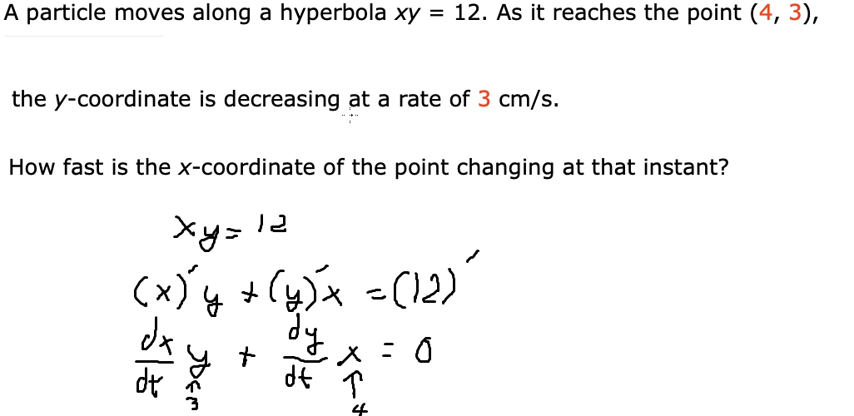 A particle moves along a hyperbola xy = 12. As it reaches the point (4, 3),
the y-coordinate is decreasing at a rate of 3 cm/s.
How fast is the x-coordinate of the point changing at that instant?
xy = 12
(x)′y + (y)′x = (12)′
dx/dt y + dy/dt x = 0
↑ ↑
3 4